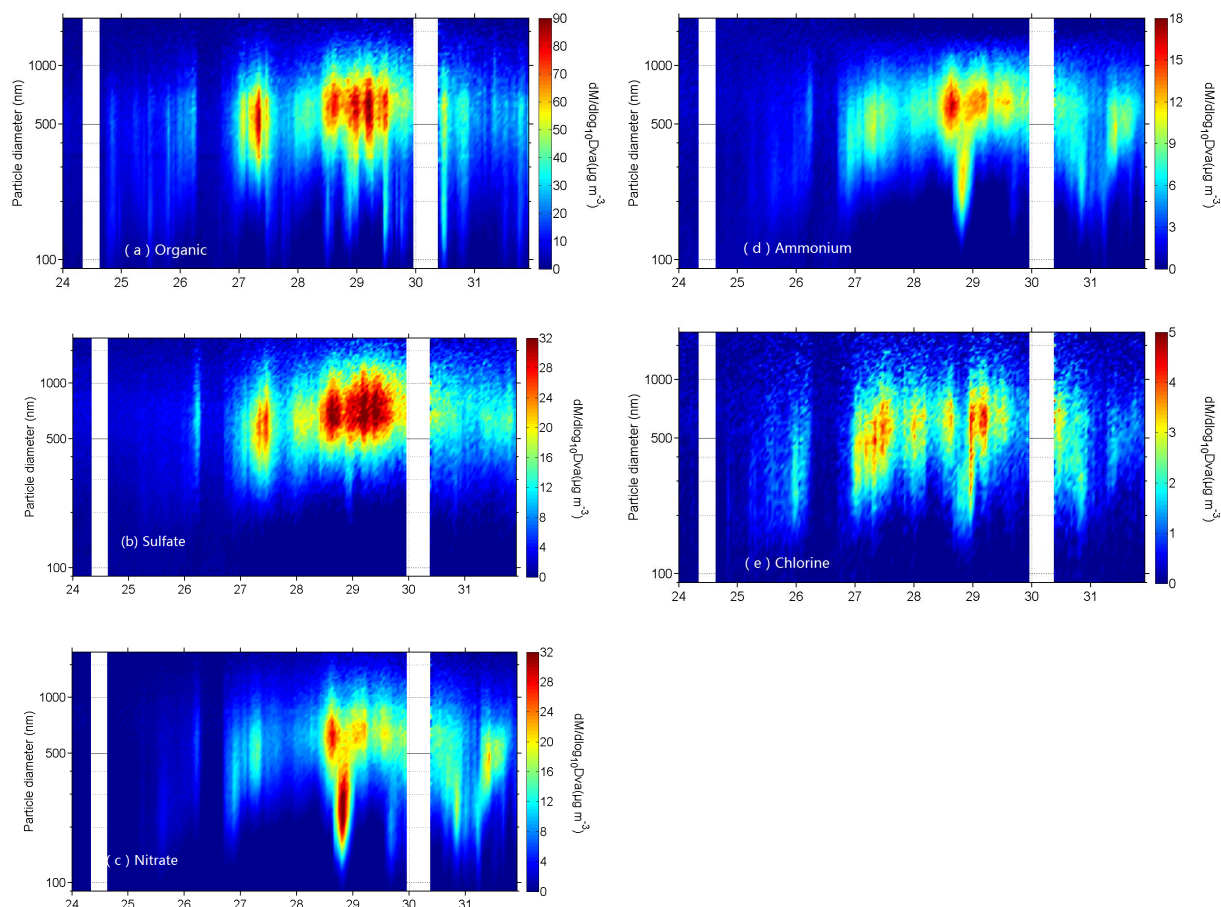 90
80
70
60
50
40
30
20
10
0
1000
500
100
Particle diameter (nm)
dM/dlog10Dva(μg m-3)
( a ) Organic
24 25 26 27 28 29 30 31
18
15
12
9
6
3
0
1000
500
100
Particle diameter (nm)
dM/dlog10Dva(μg m-3)
( d ) Ammonium
24 25 26 27 28 29 30 31
32
28
24
20
16
12
8
4
0
1000
500
100
Particle diameter (nm)
dM/dlog10Dva(μg m-3)
(b) Sulfate
24 25 26 27 28 29 30 31
5
4
3
2
1
0
1000
500
100
Particle diameter (nm)
dM/dlog10Dva(μg m-3)
( e ) Chlorine
24 25 26 27 28 29 30 31
32
28
24
20
16
12
8
4
0
1000
500
100
Particle diameter (nm)
dM/dlog10Dva(μg m-3)
( c ) Nitrate
24 25 26 27 28 29 30 31